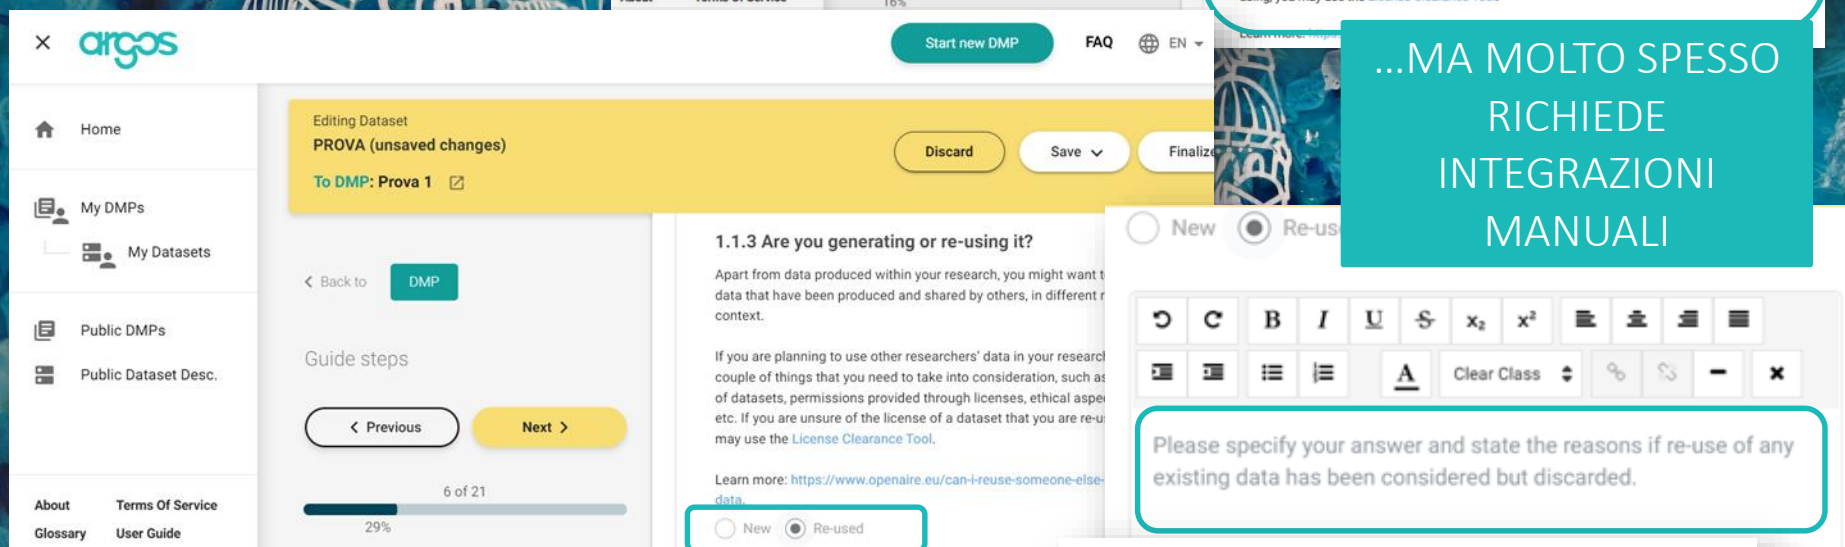 16%
argos
Start new DMP
FAQ
EN
Home
My DMPs
My Datasets
Public DMPs
Public Dataset Desc.
About Terms Of Service
Glossary User Guide
Editing Dataset
PROVA (unsaved changes)
To DMP: Prova 1
Discard
Save
Finalize
Back to DMP
Guide steps
Previous
Next
6 of 21
29%
1.1.3 Are you generating or re-using it?
Apart from data produced within your research, you might want
data that have been produced and shared by others, in different
context.
If you are planning to use other researchers' data in your research
couple of things that you need to take into consideration, such as
of datasets, permissions provided through licenses, ethical
etc. If you are unsure of the license of a dataset that you are
may use the License Clearance Tool.
Learn more: https://www.openaire.eu/can-i-reuse-someone-else-
data.
New Re-used
...MA MOLTO SPESSO
RICHIEDE
INTEGRAZIONI
MANUALI
New
B I U S x₂ x²
A Clear Class
Please specify your answer and state the reasons if re-use of any
existing data has been considered but discarded.